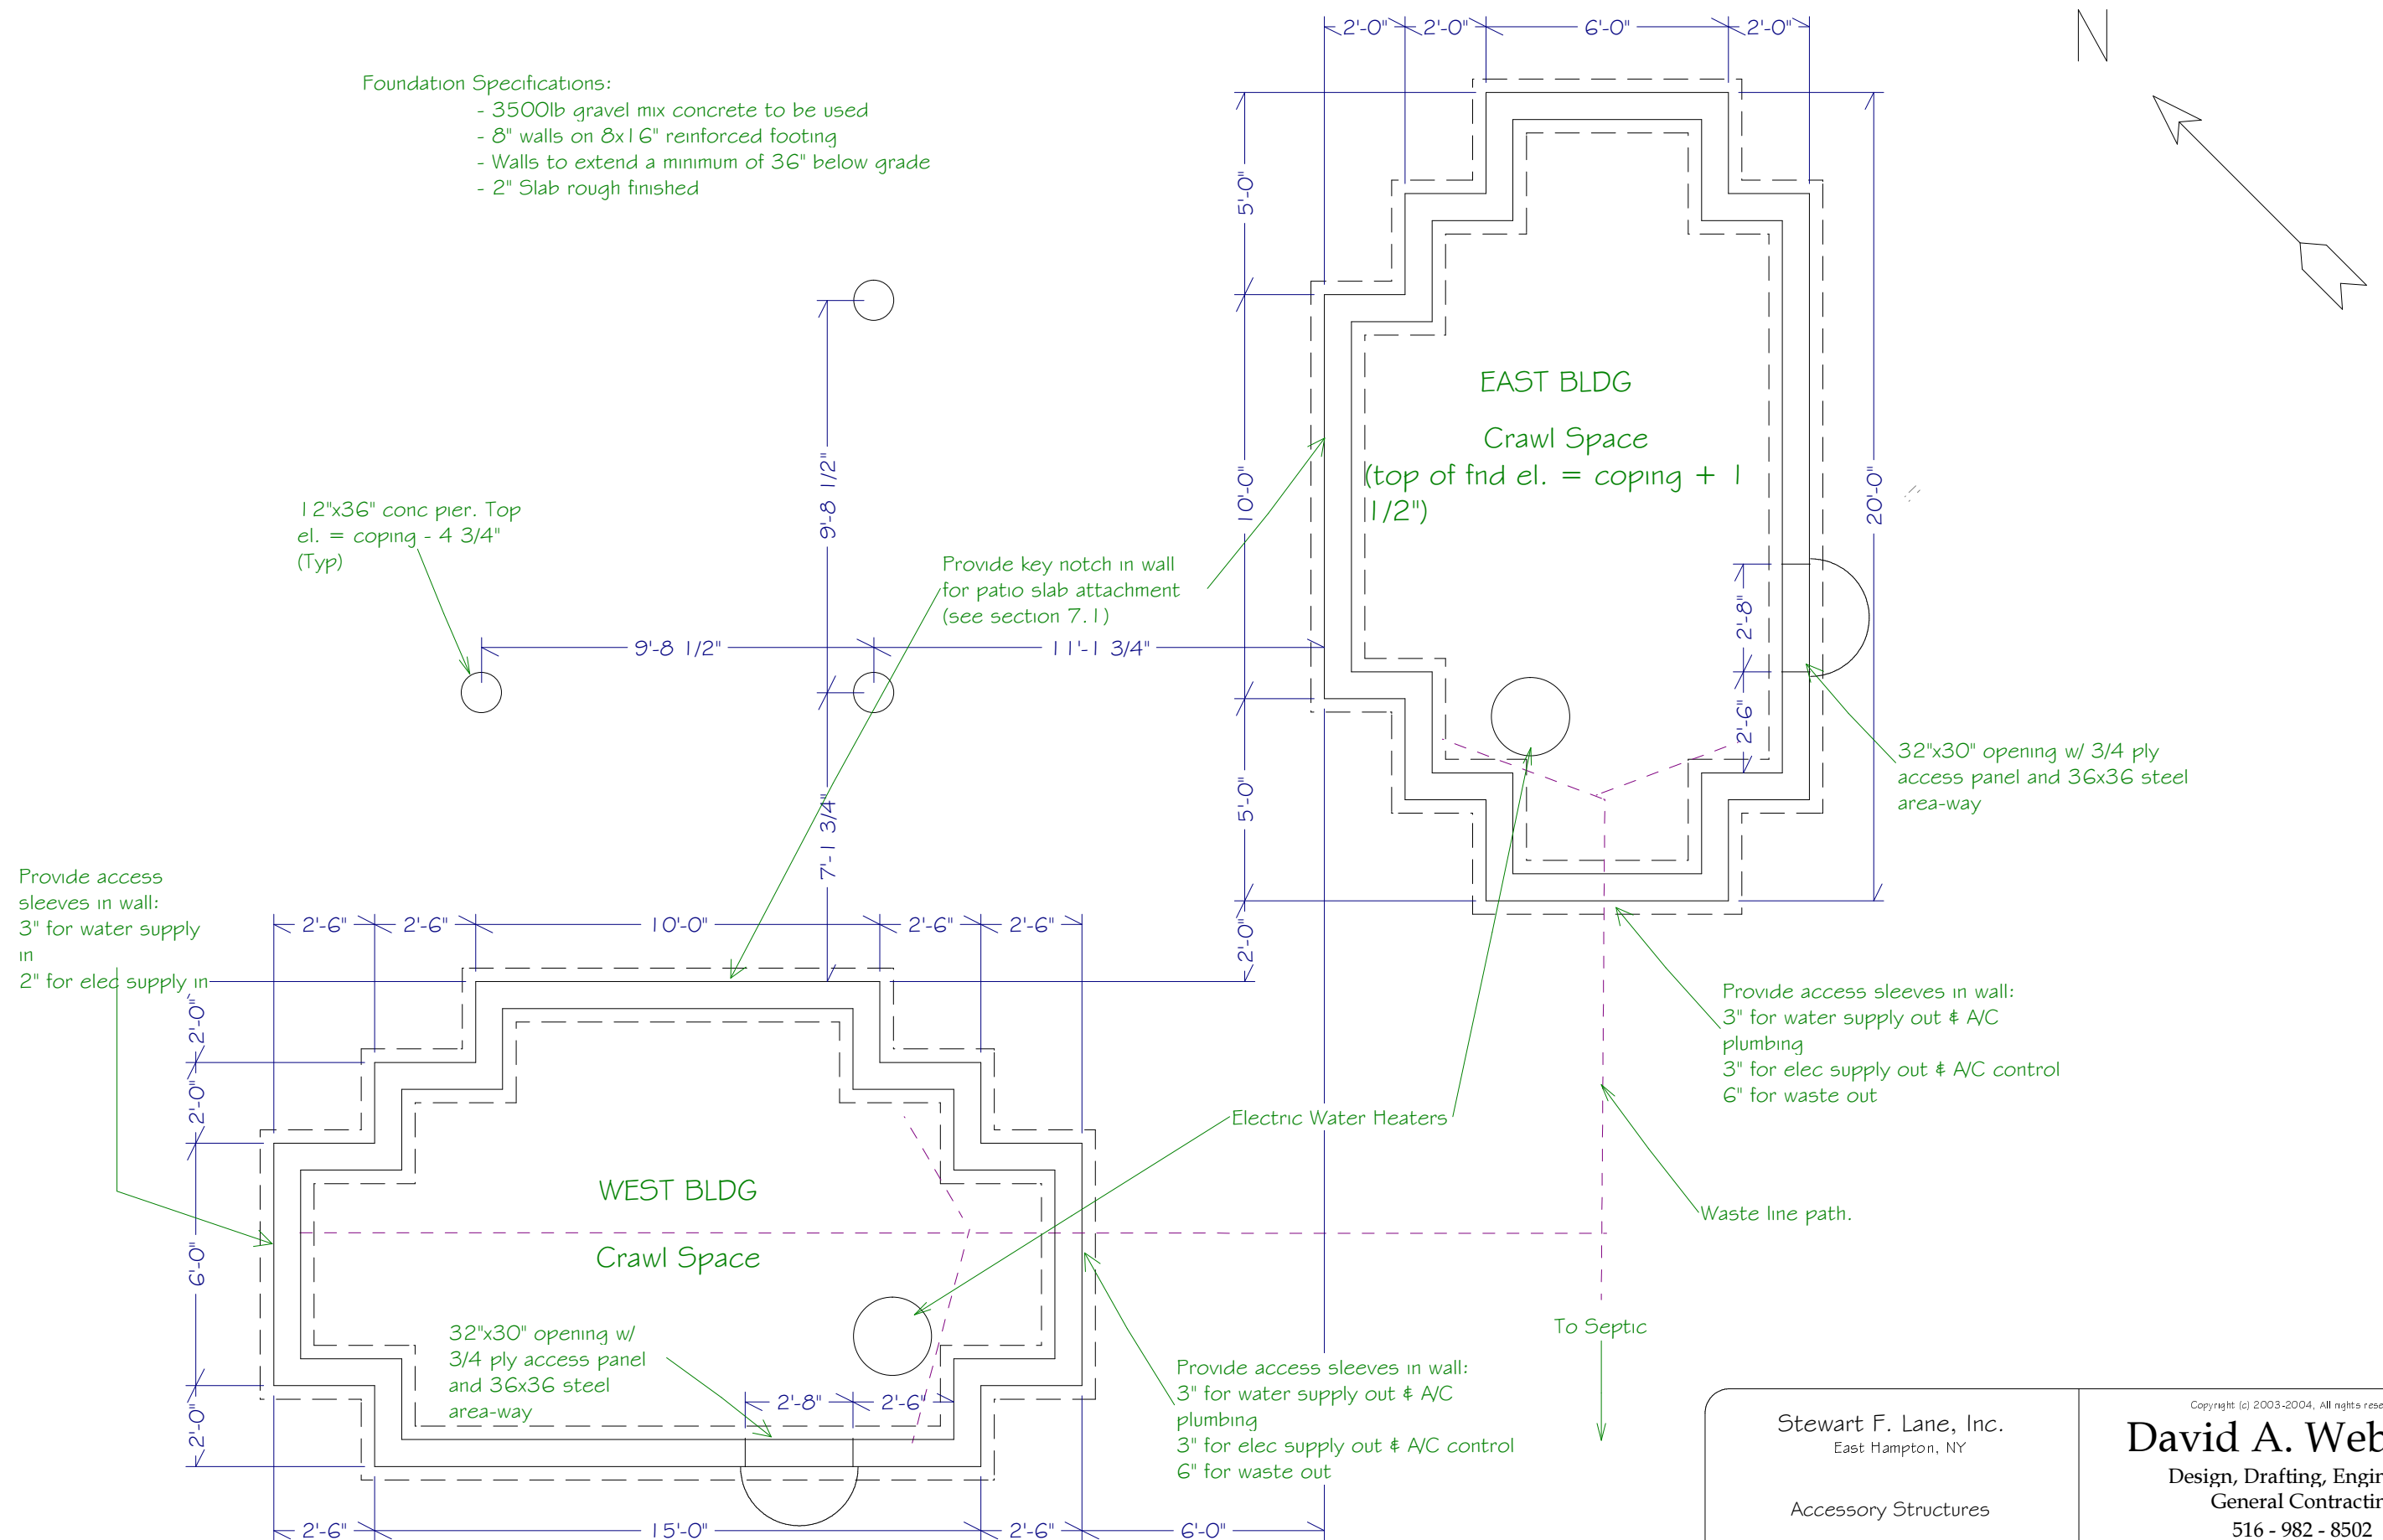 2'-0" 2'-0" 6'-0" 2'-0"
N
Foundation Specifications:
- 3500lb gravel mix concrete to be used
- 8" walls on 8x16" reinforced footing
- Walls to extend a minimum of 36" below grade
- 2" Slab rough finished
5'-0"
EAST BLDG
Crawl Space
(top of fnd el. = coping + 1
1/2")
10'-0"
20'-0"
9'-8 1/2"
12"x36" conc pier. Top
el. = coping - 4 3/4"
(Typ)
Provide key notch in wall
for patio slab attachment
(see section 7.1)
9'-8 1/2" 11'-1 3/4"
2'-8"
2'-6"
32"x30" opening w/ 3/4 ply
access panel and 36x36 steel
area-way
5'-0"
7'-1 3/4"
2'-0"
Provide access
sleeves in wall:
3" for water supply
in
2" for elec supply in
2'-6" 2'-6" 10'-0" 2'-6" 2'-6"
2'-0"
2'-0"
6'-0"
2'-0"
Provide access sleeves in wall:
3" for water supply out & A/C
plumbing
3" for elec supply out & A/C control
6" for waste out
Electric Water Heaters
WEST BLDG
Crawl Space
Waste line path.
To Septic
32"x30" opening w/
3/4 ply access panel
and 36x36 steel
area-way
2'-8" 2'-6"
Provide access sleeves in wall:
3" for water supply out & A/C
plumbing
3" for elec supply out & A/C control
6" for waste out
2'-6" 15'-0" 2'-6" 6'-0"
Stewart F. Lane, Inc.
East Hampton, NY
Accessory Structures
Copyright (c) 2003-2004, All rights
David A.
Design, Drafting,
General
516 - 982 - 8502